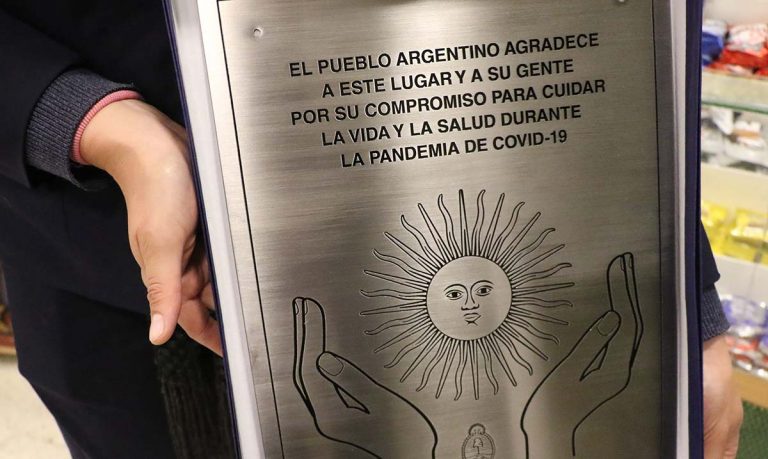 EL PUEBLO ARGENTINO AGRADECE
A ESTE LUGAR Y A SU GENTE
POR SU COMPROMISO PARA CUIDAR
LA VIDA Y LA SALUD DURANTE
LA PANDEMIA DE COVID-19